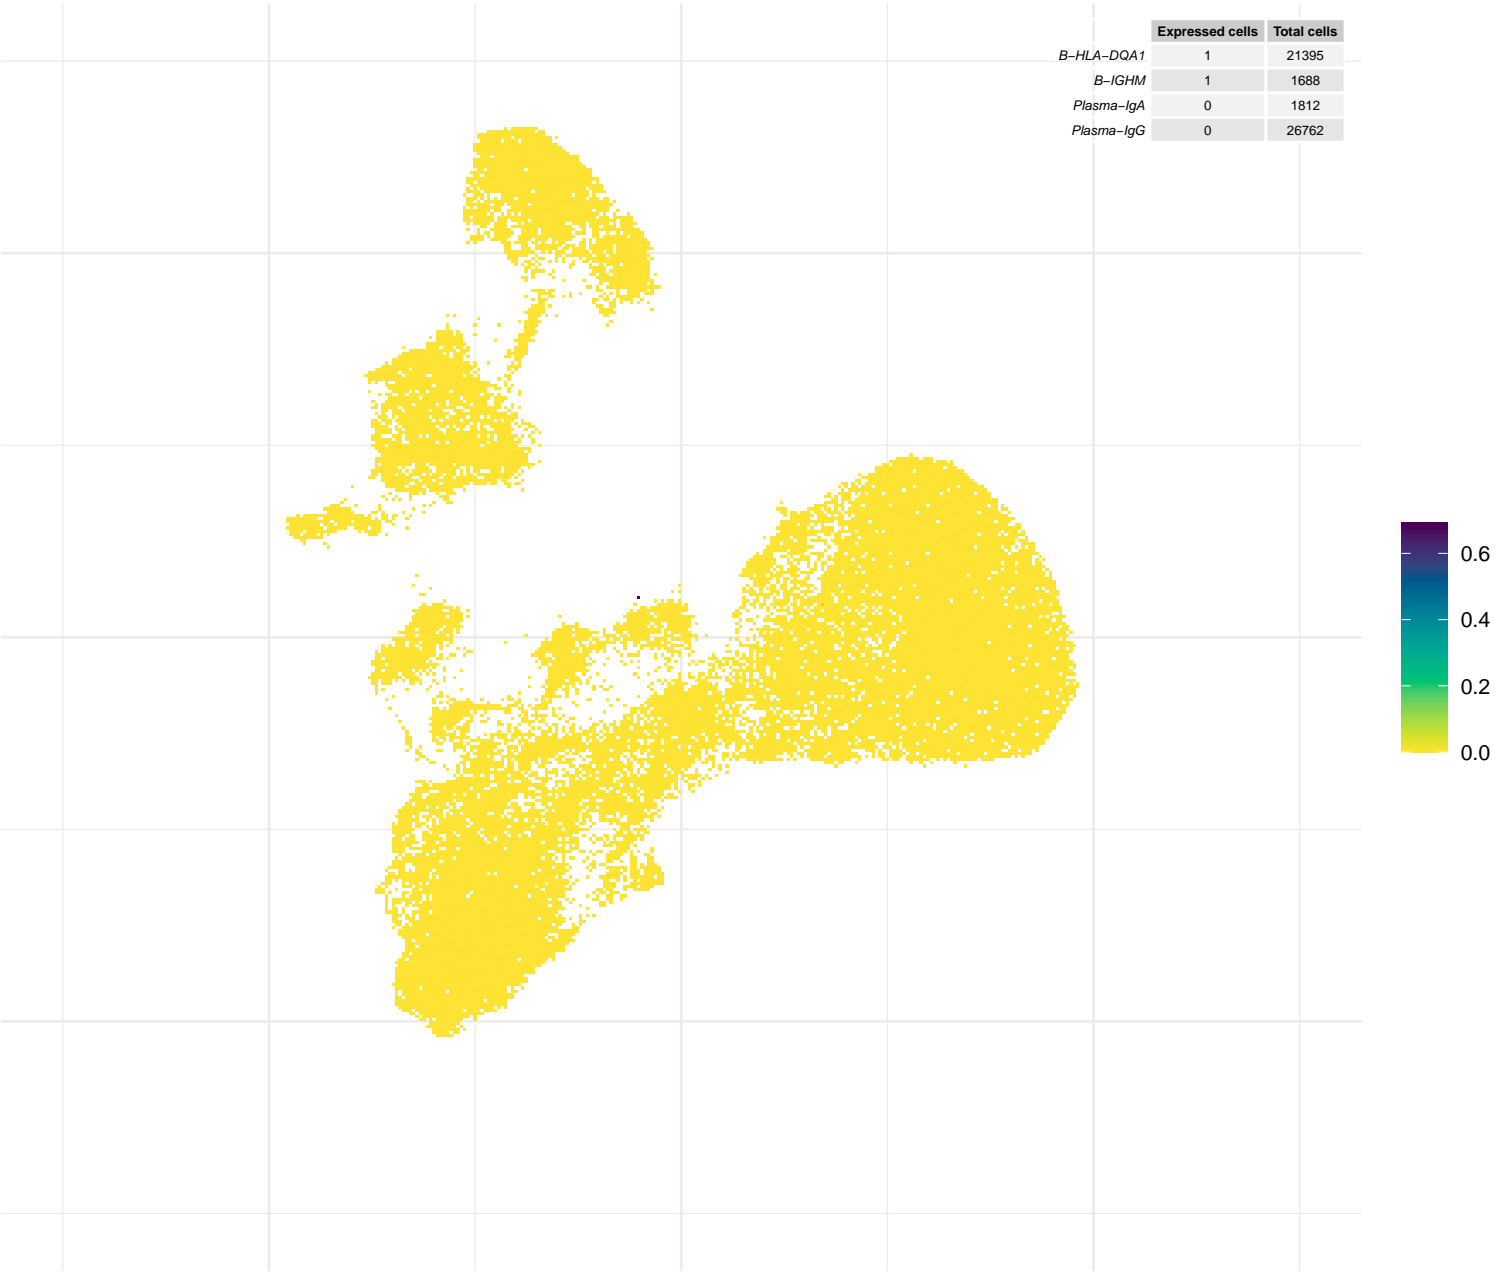 Expressed cells Total cells
B−HLA−DQA1 1 21395
B−IGHM 1 1688
Plasma−IgA 0 1812
Plasma−IgG 0 26762
0.6
0.4
0.2
0.0